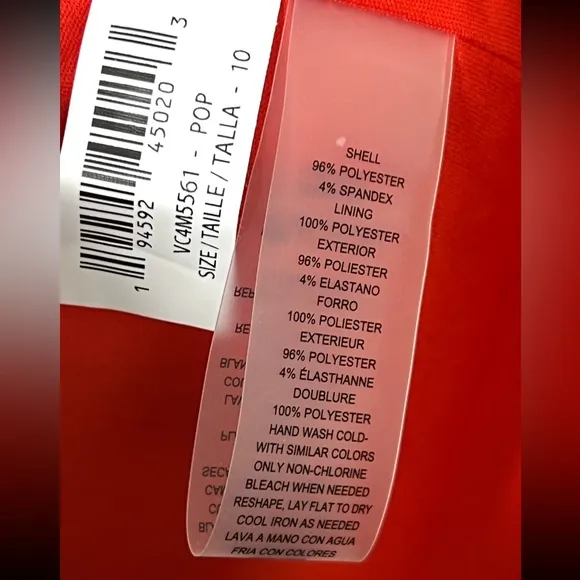 1 94592 45020 3
VC4M5561 - POP
SIZE/TAILLE/TALLA - 10
SHELL
96% POLYESTER
4% SPANDEX
LINING
100% POLYESTER
EXTERIOR
96% POLIESTER
4% ELASTANO
FORRO
100% POLIESTER
EXTERIEUR
96% POLYESTER
4% ÉLASTHANNE
DOUBLURE
100% POLYESTER
HAND WASH COLD-
WITH SIMILAR COLORS
ONLY NON-CHLORINE
BLEACH WHEN NEEDED
RESHAPE, LAY FLAT TO DRY
COOL IRON AS NEEDED
LAVA A MANO CON AGUA
FRIA CON COLORES